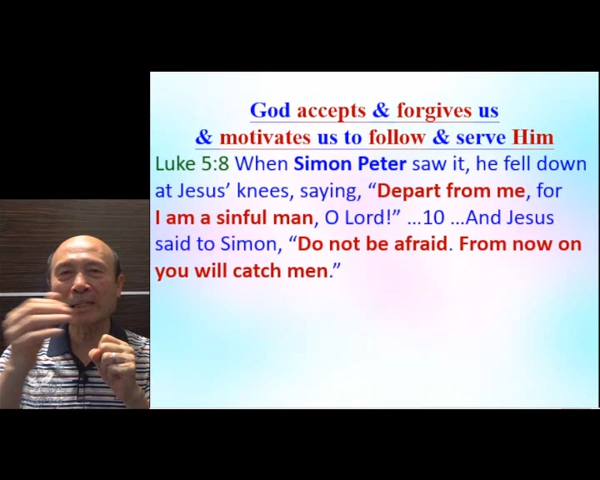 God accepts & forgives us
& motivates us to follow & serve Him
Luke 5:8 When Simon Peter saw it, he fell down
at Jesus’ knees, saying, “Depart from me, for
I am a sinful man, O Lord!” …10 …And Jesus
said to Simon, “Do not be afraid. From now on
you will catch men.”